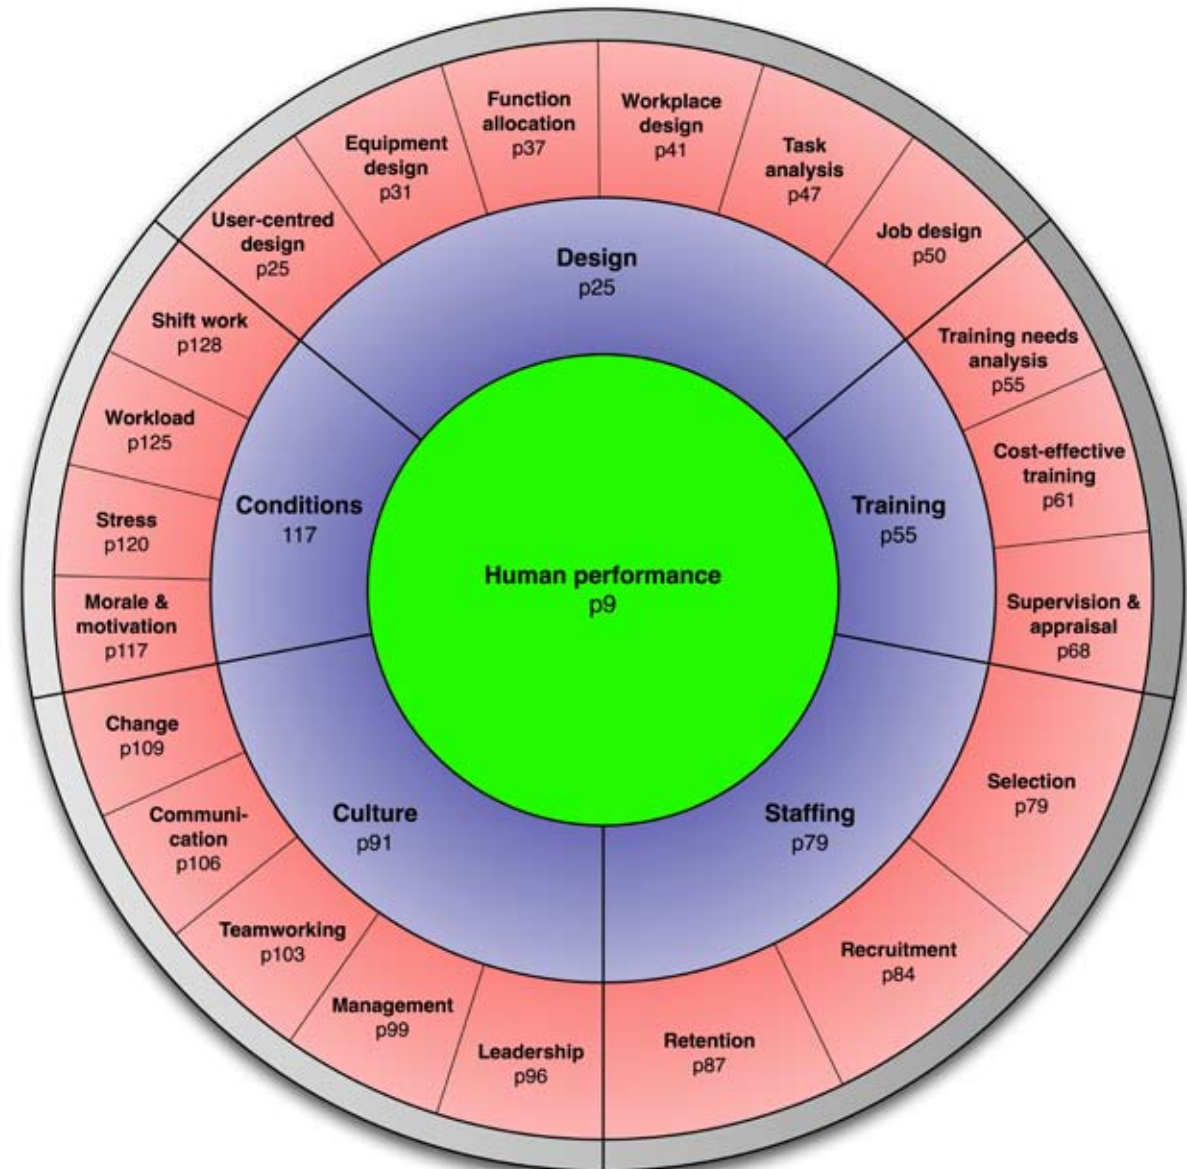 Human performance
p9
Design
p25
Training
p55
Staffing
p79
Culture
p91
Conditions
117
User-centred
design
p25
Equipment
design
p31
Function
allocation
p37
Workplace
design
p41
Task
analysis
p47
Job design
p50
Training needs
analysis
p55
Cost-effective
training
p61
Supervision &
appraisal
p68
Selection
p79
Recruitment
p84
Retention
p87
Leadership
p96
Management
p99
Teamworking
p103
Communi-
cation
p106
Change
p109
Morale &
motivation
p117
Stress
p120
Workload
p125
Shift work
p128